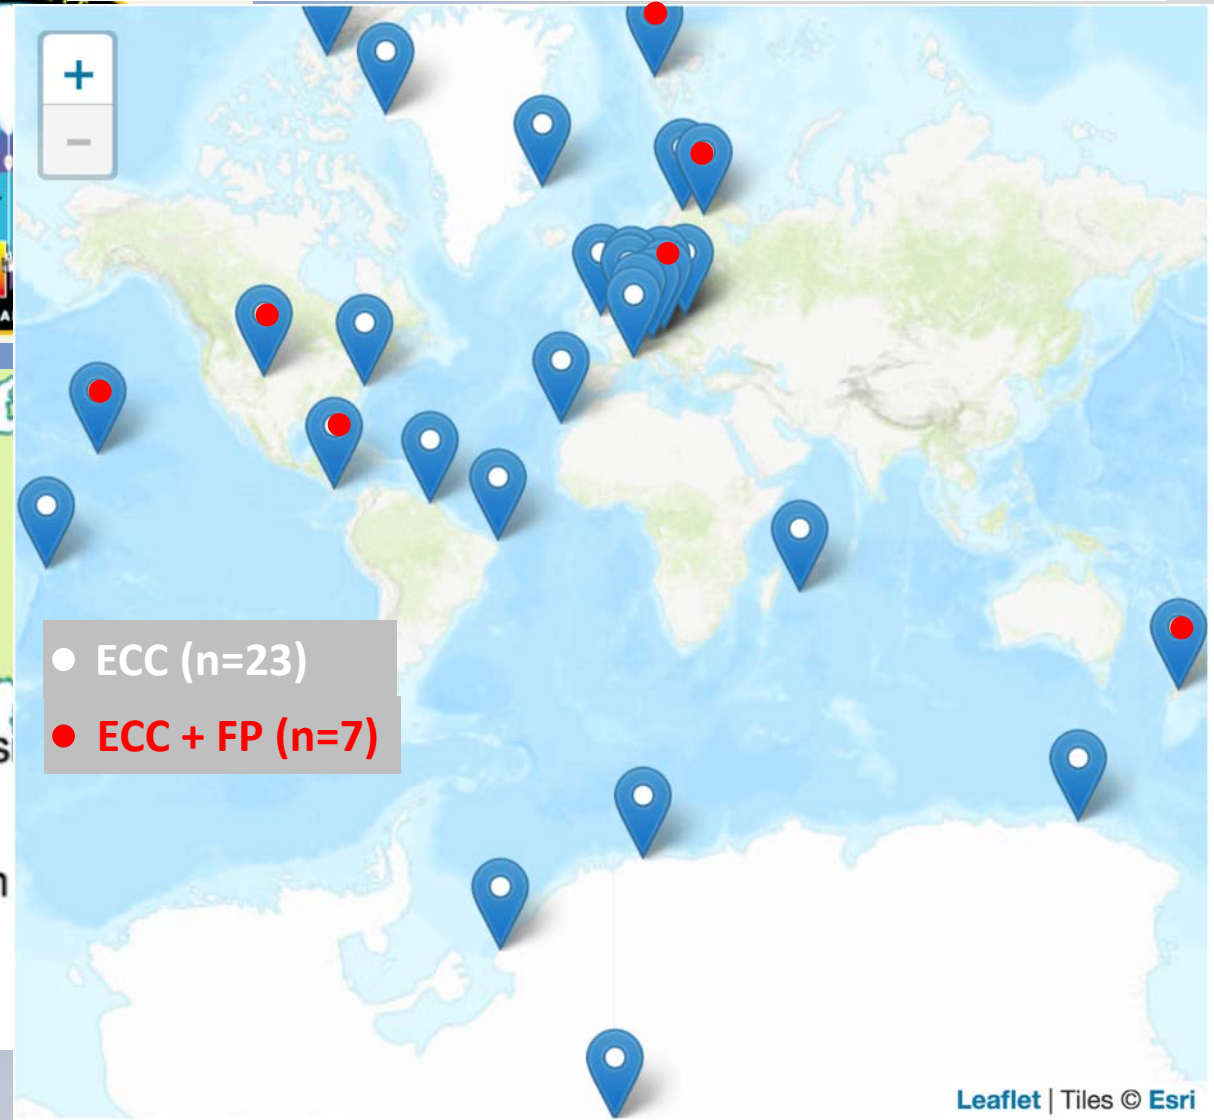 +
−
ECC (n=23)
ECC + FP (n=7)
Leaflet | Tiles © Esri